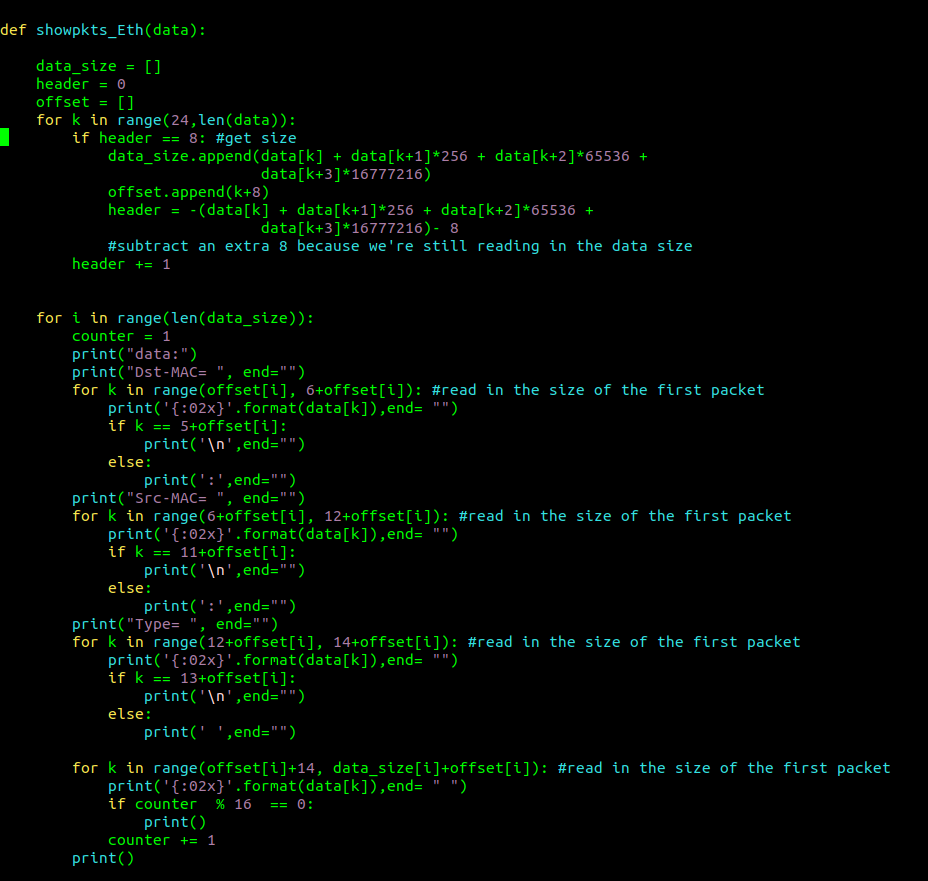 def showpkts_Eth(data):

    data_size = []
    header = 0
    offset = []
    for k in range(24,len(data)):
        if header == 8: #get size
            data_size.append(data[k] + data[k+1]*256 + data[k+2]*65536 +
                             data[k+3]*16777216)
            offset.append(k+8)
            header = -(data[k] + data[k+1]*256 + data[k+2]*65536 +
                             data[k+3]*16777216)- 8
            #subtract an extra 8 because we're still reading in the data size
        header += 1


    for i in range(len(data_size)):
        counter = 1
        print("data:")
        print("Dst-MAC= ", end="")
        for k in range(offset[i], 6+offset[i]): #read in the size of the first packet
            print('{:02x}'.format(data[k]),end= "")
            if k == 5+offset[i]:
                print('\n',end="")
            else:
                print(':',end="")
        print("Src-MAC= ", end="")
        for k in range(6+offset[i], 12+offset[i]): #read in the size of the first packet
            print('{:02x}'.format(data[k]),end= "")
            if k == 11+offset[i]:
                print('\n',end="")
            else:
                print(':',end="")
        print("Type= ", end="")
        for k in range(12+offset[i], 14+offset[i]): #read in the size of the first packet
            print('{:02x}'.format(data[k]),end= "")
            if k == 13+offset[i]:
                print('\n',end="")
            else:
                print(' ',end="")

        for k in range(offset[i]+14, data_size[i]+offset[i]): #read in the size of the first packet
            print('{:02x}'.format(data[k]),end= " ")
            if counter  % 16  == 0:
                print()
            counter += 1
        print()